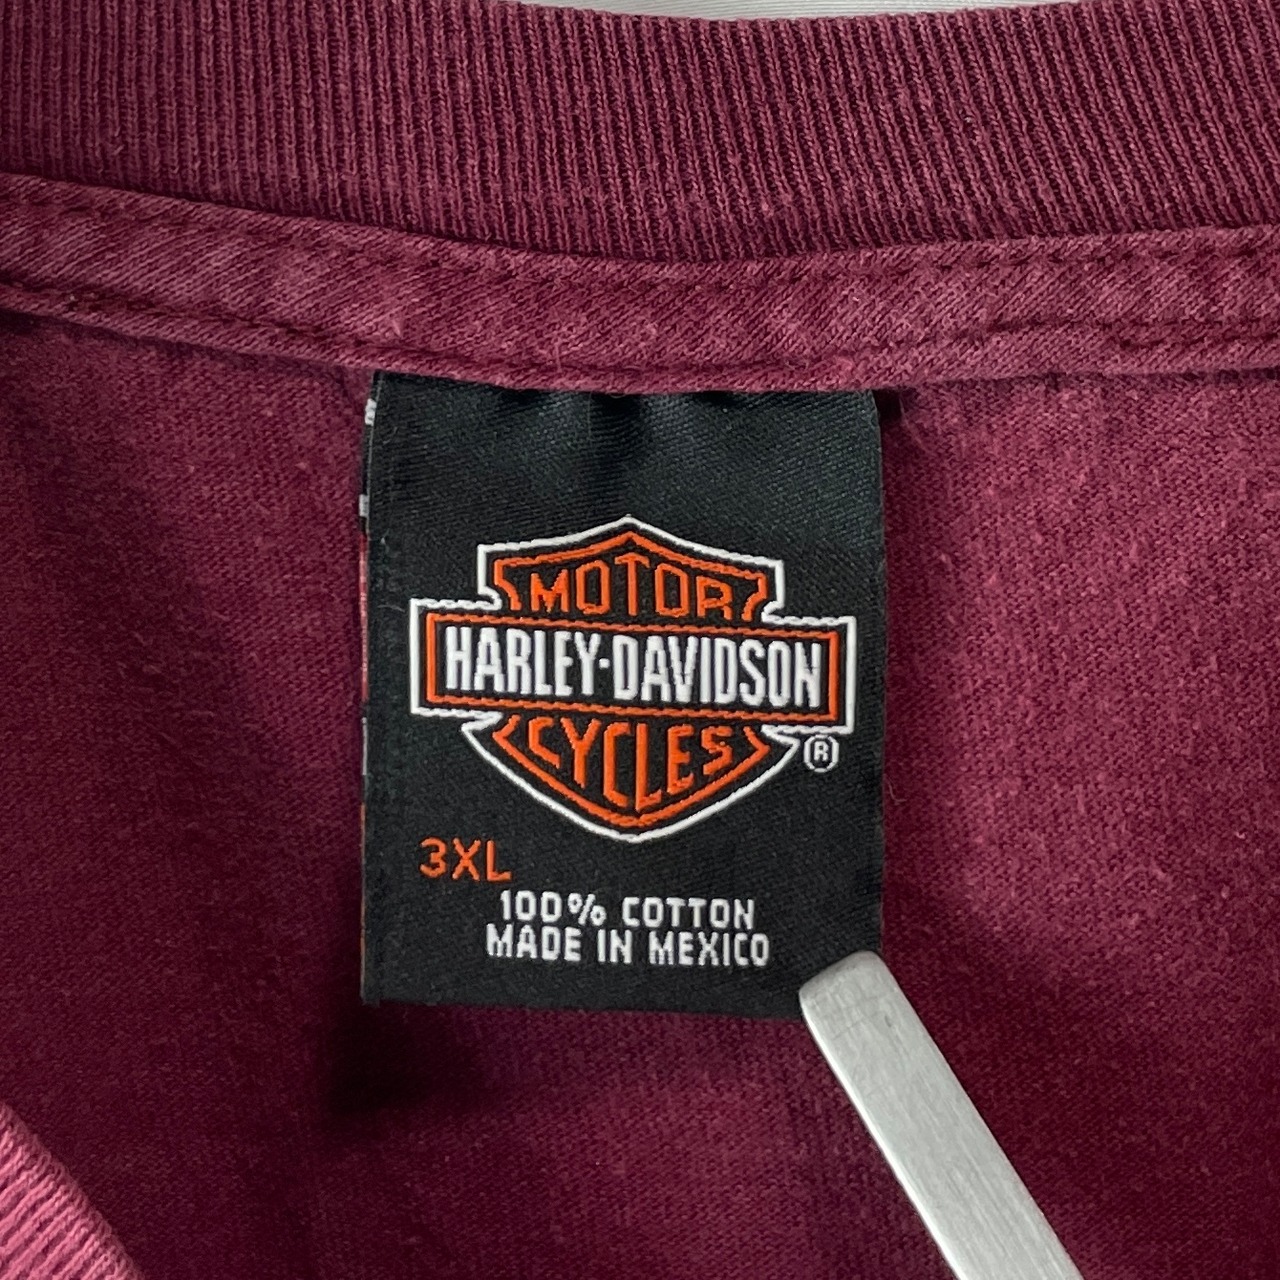 MOTOR
HARLEY-DAVIDSON
CYCLES
®
3XL
100% COTTON
MADE IN MEXICO